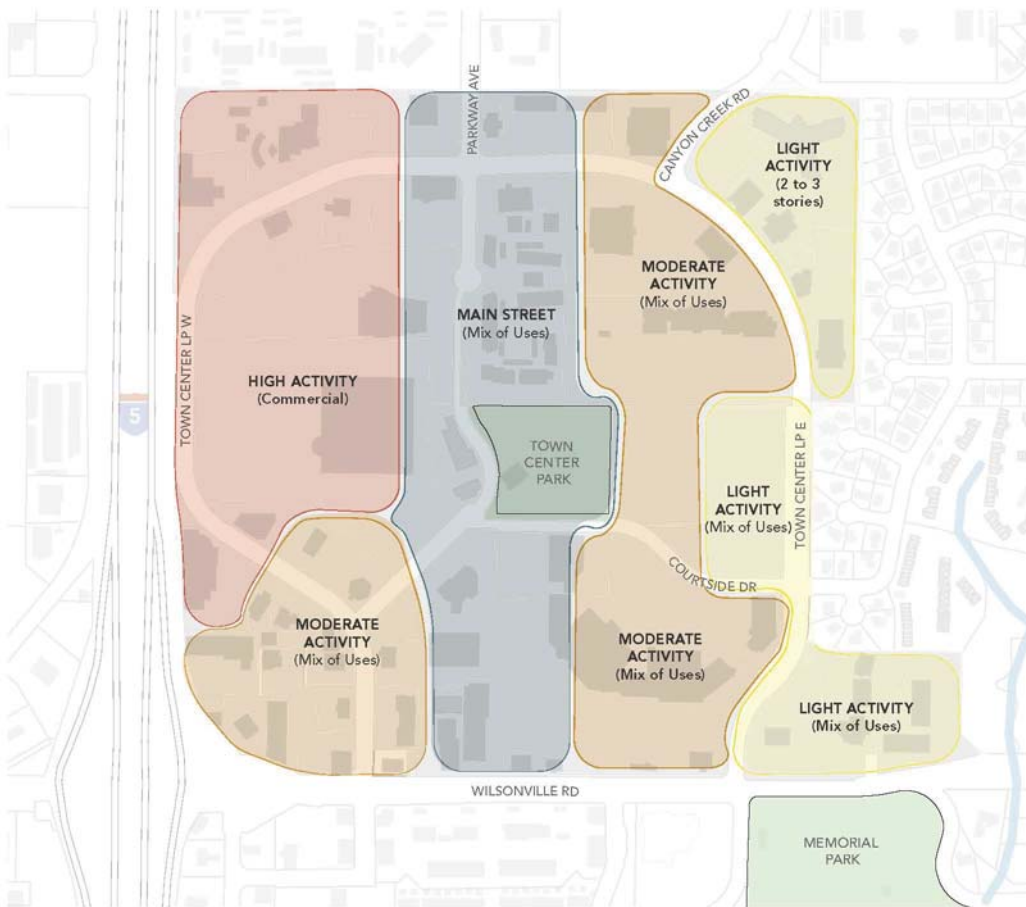 PARKWAY AVE
CANYON CREEK RD
LIGHT
ACTIVITY
(2 to 3
stories)
MODERATE
ACTIVITY
(Mix of Uses)
MAIN STREET
(Mix of Uses)
TOWN CENTER LP W
HIGH ACTIVITY
(Commercial)
5
TOWN
CENTER
PARK
LIGHT
ACTIVITY
(Mix of Uses)
TOWN CENTER LP E
COURTSIDE DR
MODERATE
ACTIVITY
(Mix of Uses)
MODERATE
ACTIVITY
(Mix of Uses)
LIGHT ACTIVITY
(Mix of Uses)
WILSONVILLE RD
MEMORIAL
PARK